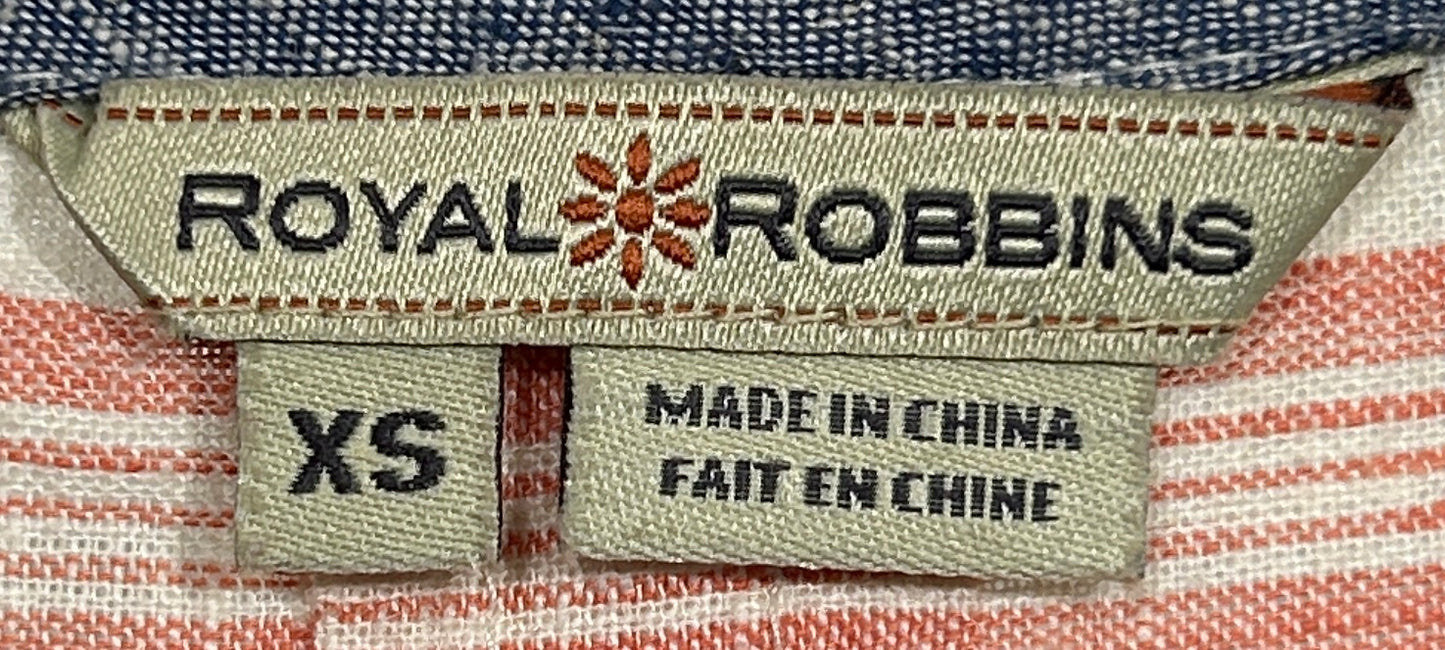 ROYAL ROBBINS
XS
MADE IN CHINA
FAIT EN CHINE